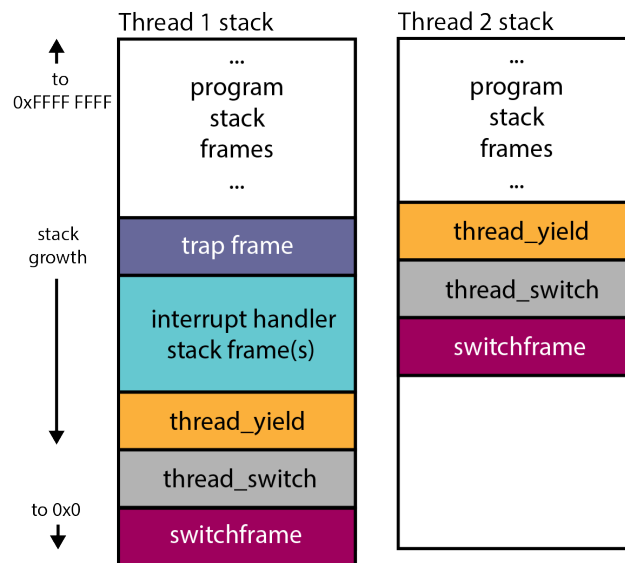 Thread 1 stack
Thread 2 stack
to
0xFFFF FFFF
stack
growth
to 0x0
...
program
stack
frames
...
trap frame
interrupt handler
stack frame(s)
thread_yield
thread_switch
switchframe
...
program
stack
frames
...
thread_yield
thread_switch
switchframe